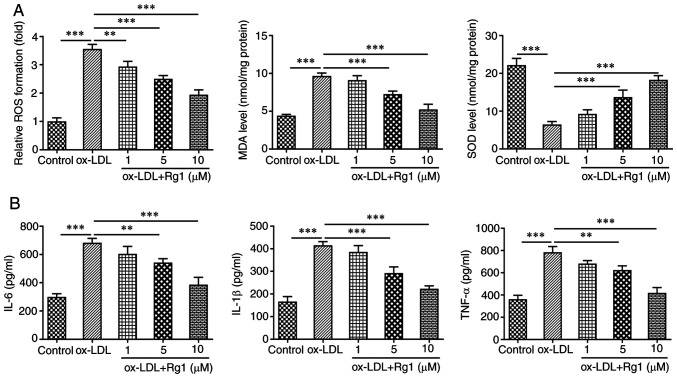 A
Relative ROS formation (fold)
4
3
2
1
0
***
***
**
***
Control ox-LDL 1 5 10
ox-LDL+Rg1 (μM)
MDA level (nmol/mg protein)
15
10
5
0
***
***
***
Control ox-LDL 1 5 10
ox-LDL+Rg1 (μM)
SOD level (nmol/mg protein)
30
20
10
0
***
***
***
Control ox-LDL 1 5 10
ox-LDL+Rg1 (μM)
B
IL-6 (pg/ml)
800
600
400
200
0
***
***
**
Control ox-LDL 1 5 10
ox-LDL+Rg1 (μM)
IL-1β (pg/ml)
500
400
300
200
100
0
***
***
***
Control ox-LDL 1 5 10
ox-LDL+Rg1 (μM)
TNF-α (pg/ml)
1000
800
600
400
200
0
***
***
**
Control ox-LDL 1 5 10
ox-LDL+Rg1 (μM)